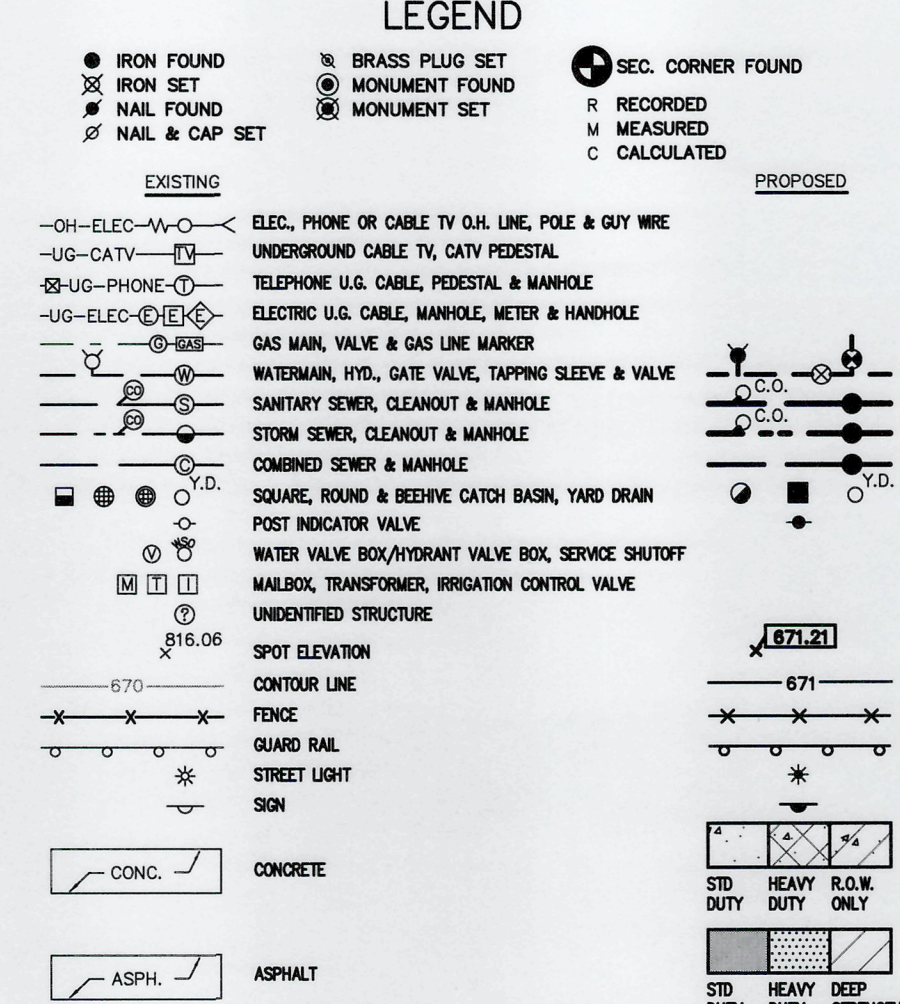 LEGEND
IRON FOUND
IRON SET
NAIL FOUND
NAIL & CAP SET
BRASS PLUG SET
MONUMENT FOUND
MONUMENT SET
SEC. CORNER FOUND
R RECORDED
M MEASURED
C CALCULATED
EXISTING
PROPOSED
OH-ELEC ELEC., PHONE OR CABLE TV O.H. LINE, POLE & GUY WIRE
UG-CATV TV UNDERGROUND CABLE TV, CATV PEDESTAL
UG-PHONE T TELEPHONE U.G. CABLE, PEDESTAL & MANHOLE
UG-ELEC E E E ELECTRIC U.G. CABLE, MANHOLE, METER & HANDHOLE
G GAS GAS MAIN, VALVE & GAS LINE MARKER
W WATERMAIN, HYD., GATE VALVE, TAPPING SLEEVE & VALVE
CO S SANITARY SEWER, CLEANOUT & MANHOLE C.O.
CO STORM SEWER, CLEANOUT & MANHOLE C.O.
C COMBINED SEWER & MANHOLE
Y.D. SQUARE, ROUND & BEEHIVE CATCH BASIN, YARD DRAIN Y.D.
POST INDICATOR VALVE
V WATER VALVE BOX/HYDRANT VALVE BOX, SERVICE SHUTOFF
M T I MAILBOX, TRANSFORMER, IRRIGATION CONTROL VALVE
? UNIDENTIFIED STRUCTURE
816.06 SPOT ELEVATION 671.21
670 CONTOUR LINE 671
FENCE
GUARD RAIL
STREET LIGHT
SIGN
CONC. CONCRETE
STD DUTY
HEAVY DUTY
R.O.W. ONLY
ASPH. ASPHALT
STD
HEAVY
DEEP